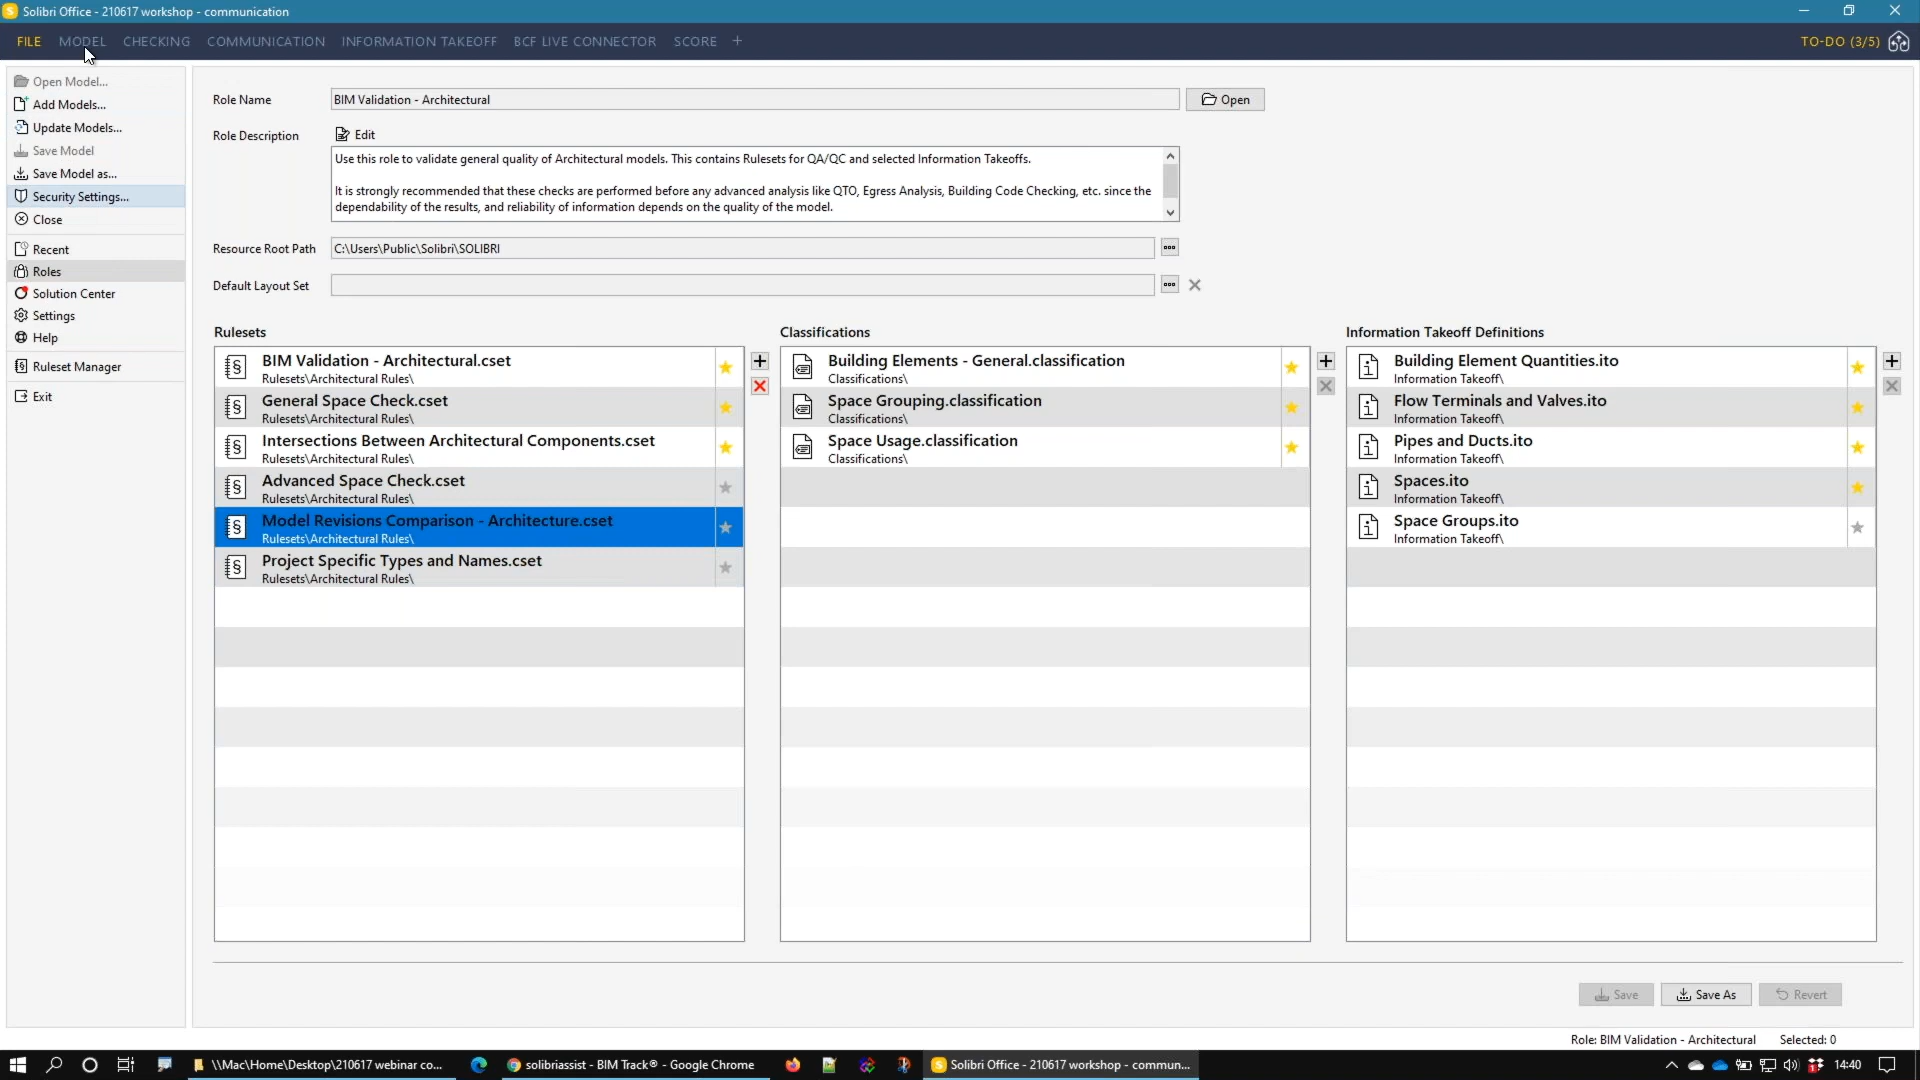 Solibri Office - 210617 workshop - communication
FILE MODEL CHECKING COMMUNICATION INFORMATION TAKEOFF BCF LIVE CONNECTOR SCORE + TO-DO (3/5)
Open Model...
Add Models...
Update Models...
Save Model
Save Model as...
Security Settings...
Close
Recent
Roles
Solution Center
Settings
Help
Ruleset Manager
Exit
Role Name BIM Validation - Architectural Open
Role Description Edit
Use this role to validate general quality of Architectural models. This contains Rulesets for QA/QC and selected Information Takeoffs.
It is strongly recommended that these checks are performed before any advanced analysis like QTO, Egress Analysis, Building Code Checking, etc. since the
dependability of the results, and reliability of information depends on the quality of the model.
Resource Root Path C:\Users\Public\Solibri\SOLIBRI
Default Layout Set
Rulesets
BIM Validation - Architectural.cset
Rulesets\Architectural Rules\
General Space Check.cset
Rulesets\Architectural Rules\
Intersections Between Architectural Components.cset
Rulesets\Architectural Rules\
Advanced Space Check.cset
Rulesets\Architectural Rules\
Model Revisions Comparison - Architecture.cset
Rulesets\Architectural Rules\
Project Specific Types and Names.cset
Rulesets\Architectural Rules\
Classifications
Building Elements - General.classification
Classifications\
Space Grouping.classification
Classifications\
Space Usage.classification
Classifications\
Information Takeoff Definitions
Building Element Quantities.ito
Information Takeoff\
Flow Terminals and Valves.ito
Information Takeoff\
Pipes and Ducts.ito
Information Takeoff\
Spaces.ito
Information Takeoff\
Space Groups.ito
Information Takeoff\
Save Save As Revert
Role: BIM Validation - Architectural Selected: 0
\\Mac\Home\Desktop\210617 webinar co... solibriassist - BIM Track® - Google Chrome Solibri Office - 210617 workshop - commun... 14:40